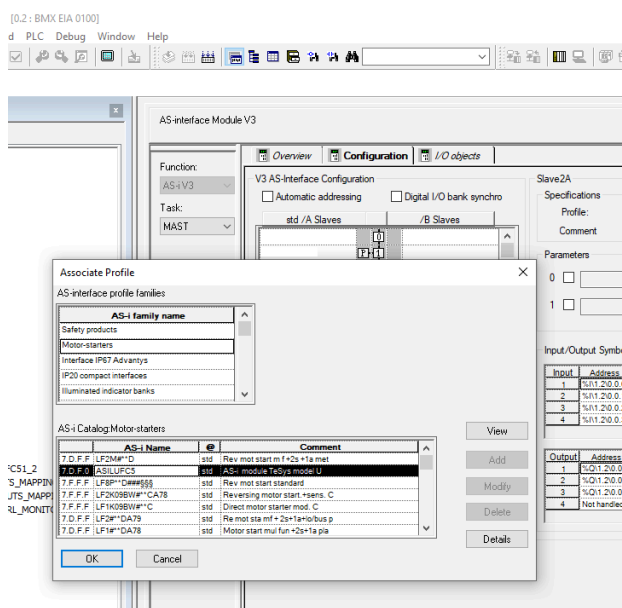 [0.2 : BMX EIA 0100]
d PLC Debug Window Help
AS-interface Module V3
Overview Configuration I/O objects
Function:
AS-i V3
Task:
MAST
V3 AS-Interface Configuration
Automatic addressing Digital I/O bank synchro
std /A Slaves /B Slaves
0
P 1
Slave2A
Specifications
Profile:
Comment
Parameters
0
1
Input/Output Symb
Input Address
1 %I\1.2\0.0.
2 %I\1.2\0.0.
3 %I\1.2\0.0.
4 %I\1.2\0.0.
Output Address
1 %Q\1.2\0.0
2 %Q\1.2\0.0
3 %Q\1.2\0.0
4 Not handled
Associate Profile
AS-interface profile families
AS-i family name
Safety products
Motor-starters
Interface IP67 Advantys
IP20 compact interfaces
Illuminated indicator banks
AS-i Catalog:Motor-starters
AS-i Name @ Comment
7.D.F.F LF2M#**D std Rev mot start m f +2s +1a met
7.D.F.0 ASILUFC5 std AS-i module TeSys model U
7.F.F.F LF8P**D###§§§ std Rev mot start standard
7.F.F.F LF2K09BW#**CA78 std Reversing motor start.+sens. C
7.F.F.F LF1K09BW#**C std Direct motor starter mod. C
7.D.F.F LF2#**DA79 std Re mot sta mf + 2s+1a+io/bus p
7.D.F.F LF1#**DA78 std Motor start mul fun +2s+1a pla
View
Add
Modify
Delete
Details
OK Cancel
FC51_2
TS_MAPPIN
UTS_MAPP
RL_MONIT